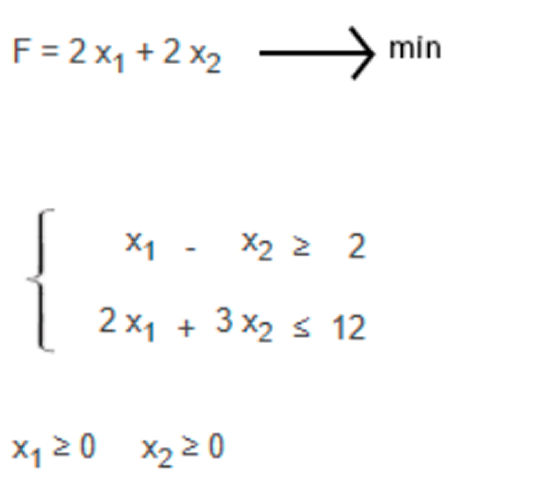 F = 2 x₁ + 2 x₂ ⟶ min
x₁ - x₂ ≥ 2
2 x₁ + 3 x₂ ≤ 12
x₁ ≥ 0 x₂ ≥ 0